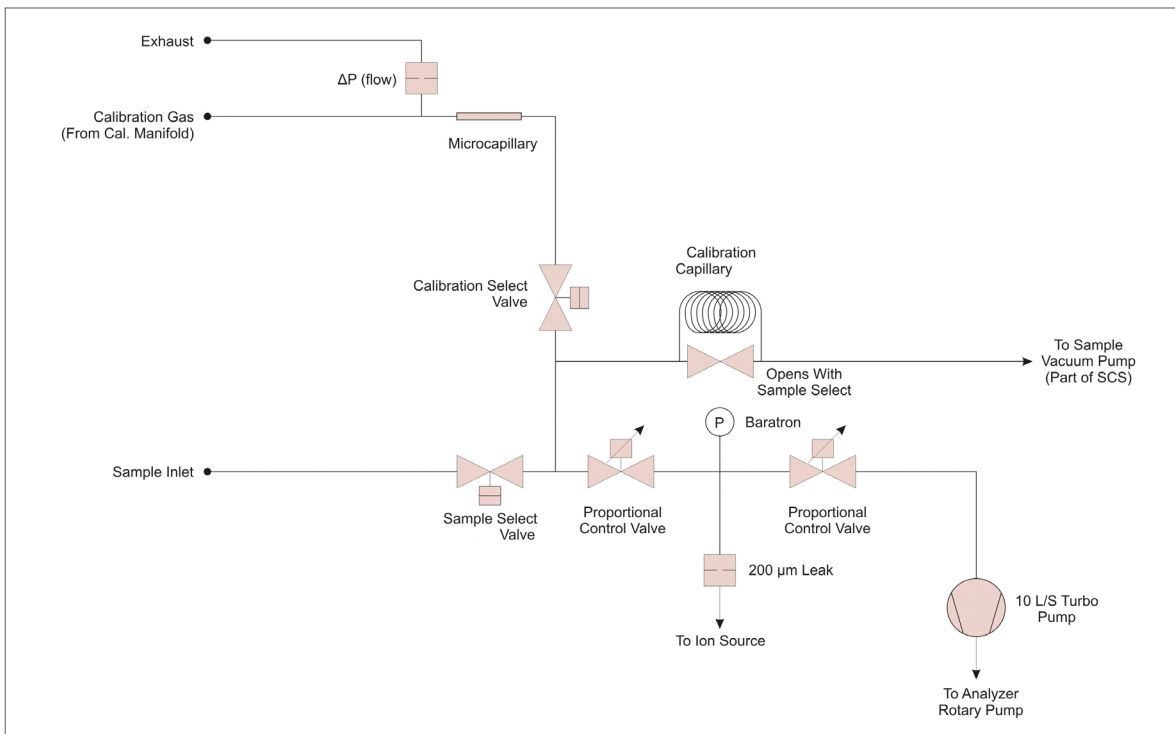 Exhaust
ΔP (flow)
Calibration Gas
(From Cal. Manifold)
Microcapillary
Calibration
Capillary
Calibration Select
Valve
To Sample
Vacuum Pump
(Part of SCS)
Opens With
Sample Select
P
Baratron
Sample Inlet
Sample Select
Valve
Proportional
Control Valve
Proportional
Control Valve
200 µm Leak
10 L/S Turbo
Pump
To Ion Source
To Analyzer
Rotary Pump